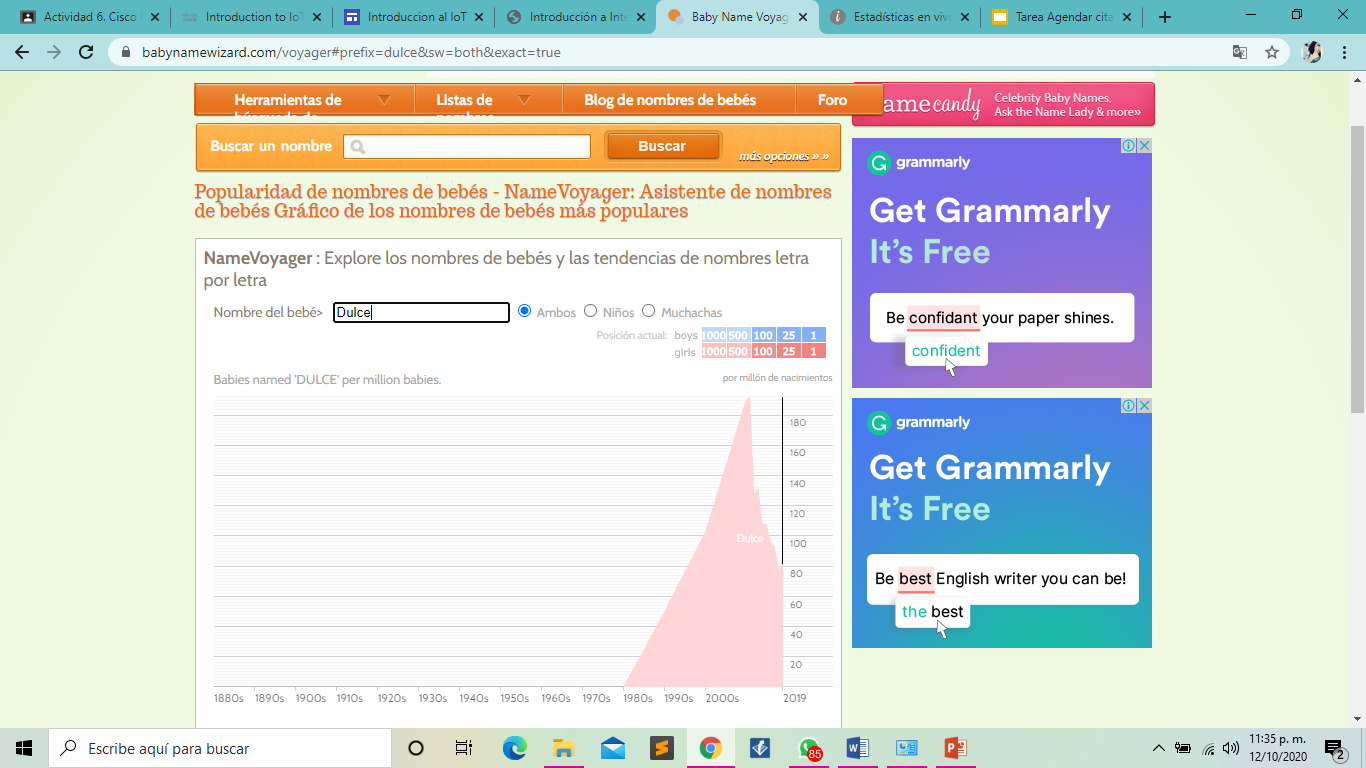 Actividad 6. Cisco
Introduction to IoT
Introduccion al IoT
Introducción a Inte
Baby Name Voyag
Estadísticas en vivo
Tarea Agendar cita
babynamewizard.com/voyager#prefix=dulce&sw=both&exact=true
Herramientas de
búsqueda de
Listas de
nombres
Blog de nombres de bebés
Foro
ame candy
Celebrity Baby Names,
Ask the Name Lady & more»
Buscar un nombre
Buscar
más opciones » »
Popularidad de nombres de bebés - NameVoyager: Asistente de nombres
de bebés Gráfico de los nombres de bebés más populares
NameVoyager : Explore los nombres de bebés y las tendencias de nombres letra
por letra
Nombre del bebé> Dulce Ambos Niños Muchachas
Posición actual: boys 1000 500 100 25 1
girls 1000 500 100 25 1
Babies named 'DULCE' per million babies.
por millón de nacimientos
180
160
140
120
100
80
60
40
20
Dulce
1880s 1890s 1900s 1910s 1920s 1930s 1940s 1950s 1960s 1970s 1980s 1990s 2000s 2019
grammarly
Get Grammarly
It's Free
Be confidant your paper shines.
confident
grammarly
Get Grammarly
It's Free
Be best English writer you can be!
the best
Escribe aquí para buscar
85
11:35 p. m.
12/10/2020
2